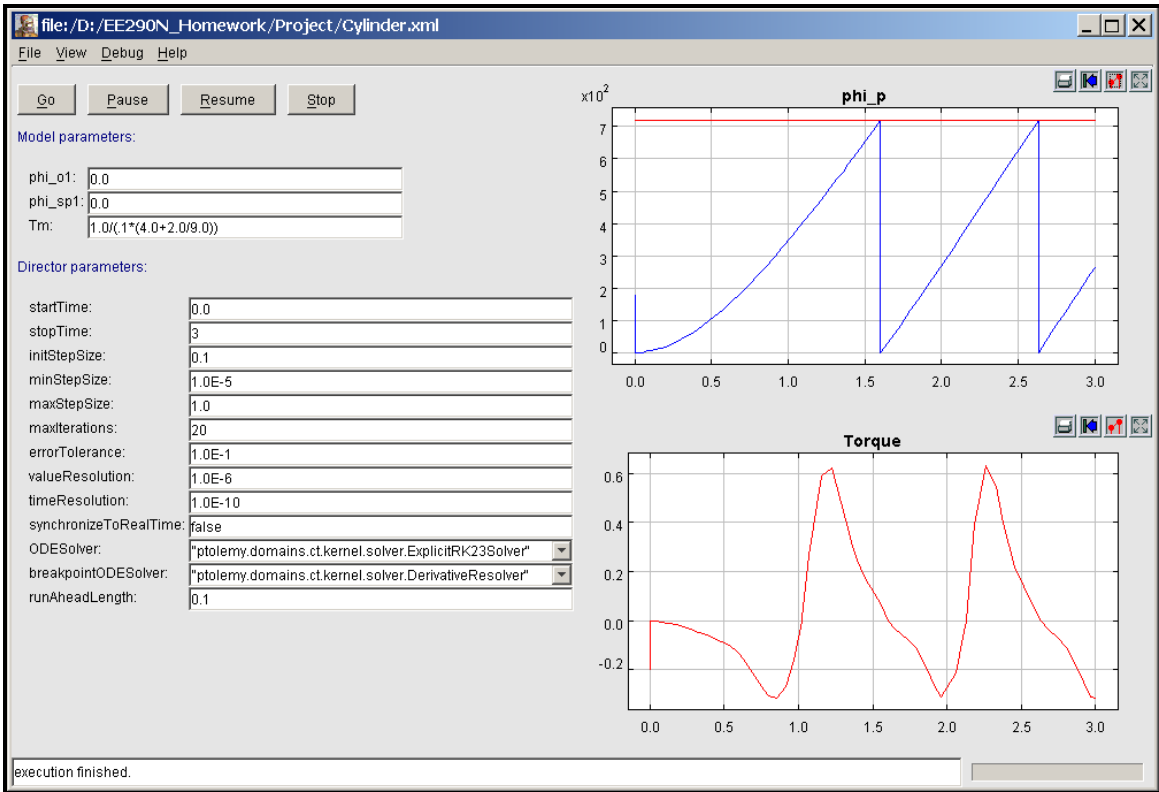 file:/D:/EE290N_Homework/Project/Cylinder.xml
File View Debug Help
Go Pause Resume Stop
Model parameters:
phi_o1: 0.0
phi_sp1: 0.0
Tm: 1.0/(.1*(4.0+2.0/9.0))
Director parameters:
startTime: 0.0
stopTime: 3
initStepSize: 0.1
minStepSize: 1.0E-5
maxStepSize: 1.0
maxIterations: 20
errorTolerance: 1.0E-1
valueResolution: 1.0E-6
timeResolution: 1.0E-10
synchronizeToRealTime: false
ODESolver: "ptolemy.domains.ct.kernel.solver.ExplicitRK23Solver"
breakpointODESolver: "ptolemy.domains.ct.kernel.solver.DerivativeResolver"
runAheadLength: 0.1
x10^2
phi_p
7
6
5
4
3
2
1
0
0.0 0.5 1.0 1.5 2.0 2.5 3.0
Torque
0.6
0.4
0.2
0.0
-0.2
0.0 0.5 1.0 1.5 2.0 2.5 3.0
execution finished.